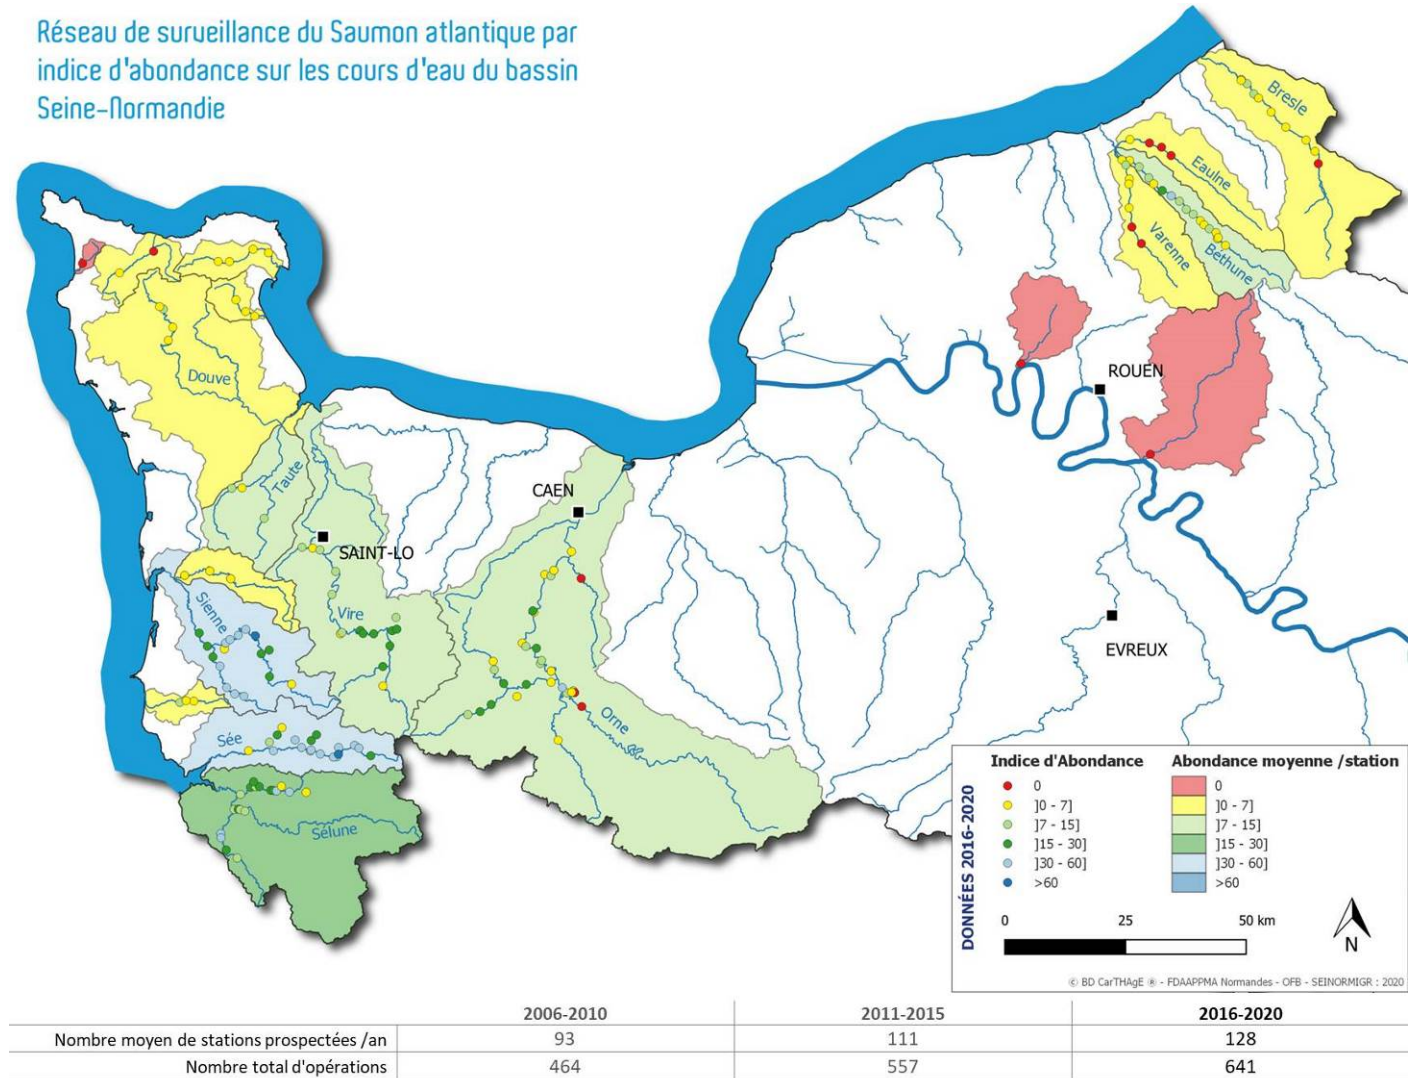 Réseau de surveillance du Saumon atlantique par
indice d'abondance sur les cours d'eau du bassin
Seine-Normandie
Bresle
Eaulne
Varenne
Béthune
Douve
ROUEN
Taute
CAEN
SAINT-LO
Sienne
Vire
EVREUX
Orne
Sée
Sélune
DONNÉES 2016-2020
Indice d'Abondance
0
]0 - 7]
]7 - 15]
]15 - 30]
]30 - 60]
>60
Abondance moyenne /station
0
]0 - 7]
]7 - 15]
]15 - 30]
]30 - 60]
>60
0 25 50 km
N
© BD CarTHAgE ® - FDAAPPMA Normandes - OFB - SEINORMIGR : 2020
2006-2010 2011-2015 2016-2020
Nombre moyen de stations prospectées /an 93 111 128
Nombre total d'opérations 464 557 641